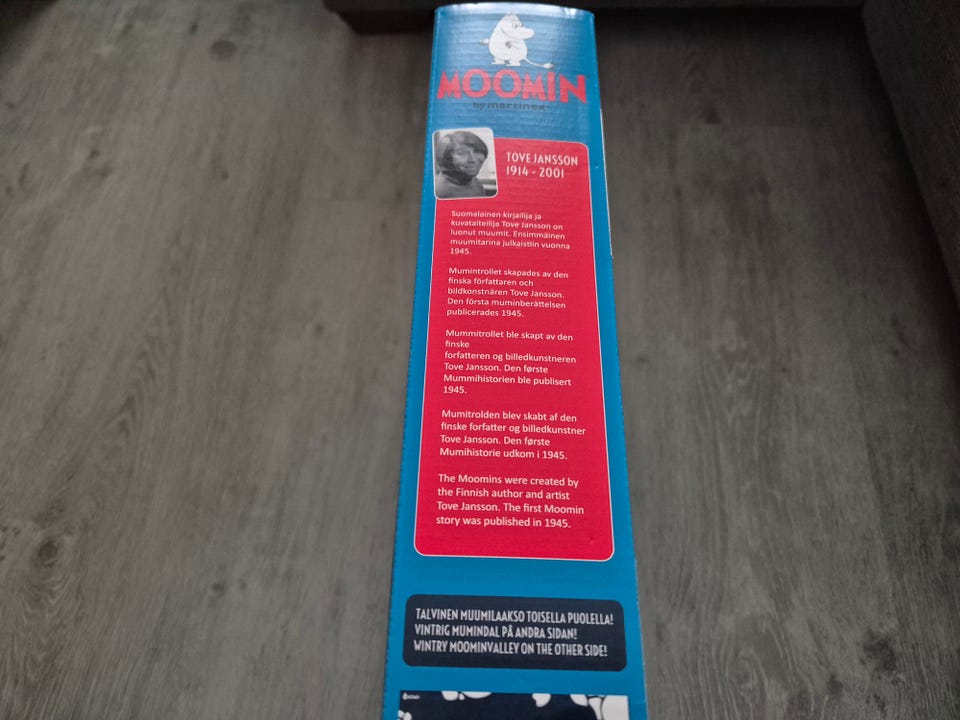 MOOMIN
by martinex
TOVE JANSSON
1914 - 2001
Suomalainen kirjailija ja
kuvataiteilija Tove Jansson on
luonut muumit. Ensimmäinen
muumitarina julkaistiin vuonna
1945.
Mumintrollet skapades av den
finska författaren och
bildkonstnären Tove Jansson.
Den första muminberättelsen
publicerades 1945.
Mummitrollet ble skapt av den
finske
forfatteren og billedkunstneren
Tove Jansson. Den første
Mummihistorien ble publisert
1945.
Mumitrolden blev skabt af den
finske forfatter og billedkunstner
Tove Jansson. Den første
Mumihistorie udkom i 1945.
The Moomins were created by
the Finnish author and artist
Tove Jansson. The first Moomin
story was published in 1945.
TALVINEN MUUMILAAKSO TOISELLA PUOLELLA!
VINTRIG MUMINDAL PÅ ANDRA SIDAN!
WINTRY MOOMINVALLEY ON THE OTHER SIDE!